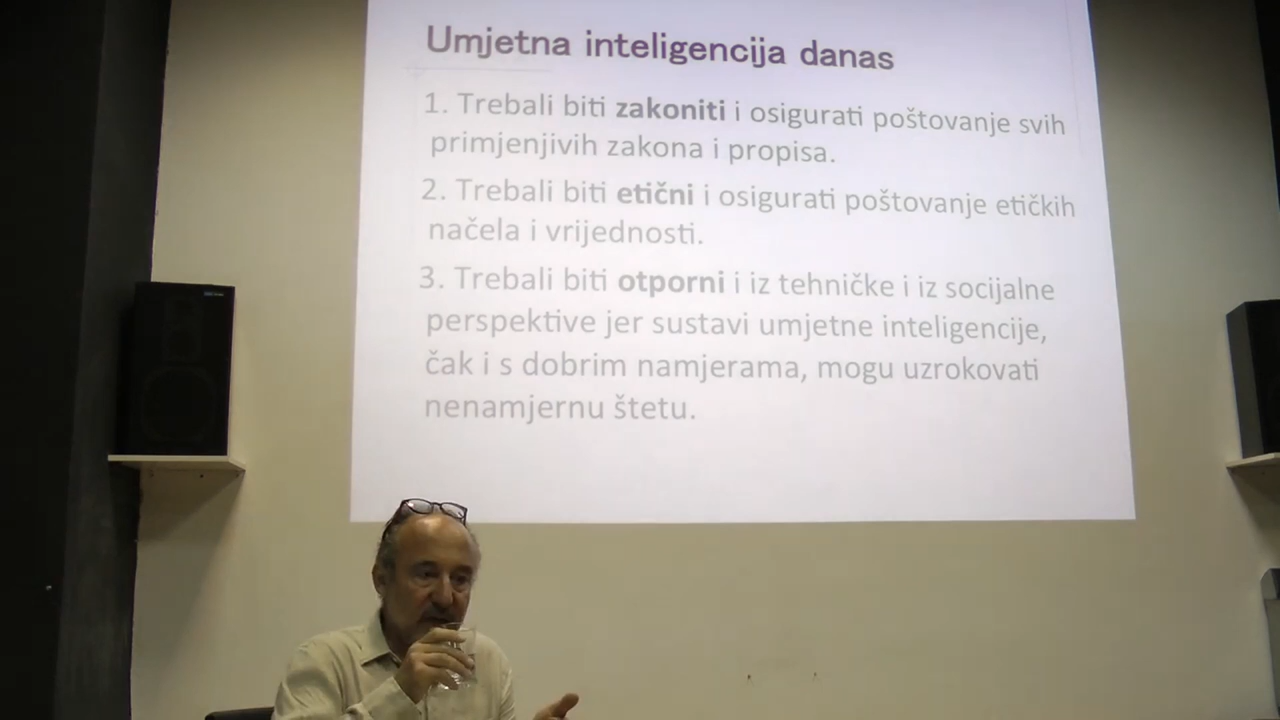 Umjetna inteligencija danas
1. Trebali biti zakoniti i osigurati poštovanje svih
primjenjivih zakona i propisa.
2. Trebali biti etični i osigurati poštovanje etičkih
načela i vrijednosti.
3. Trebali biti otporni i iz tehničke i iz socijalne
perspektive jer sustavi umjetne inteligencije,
čak i s dobrim namjerama, mogu uzrokovati
nenamjernu štetu.